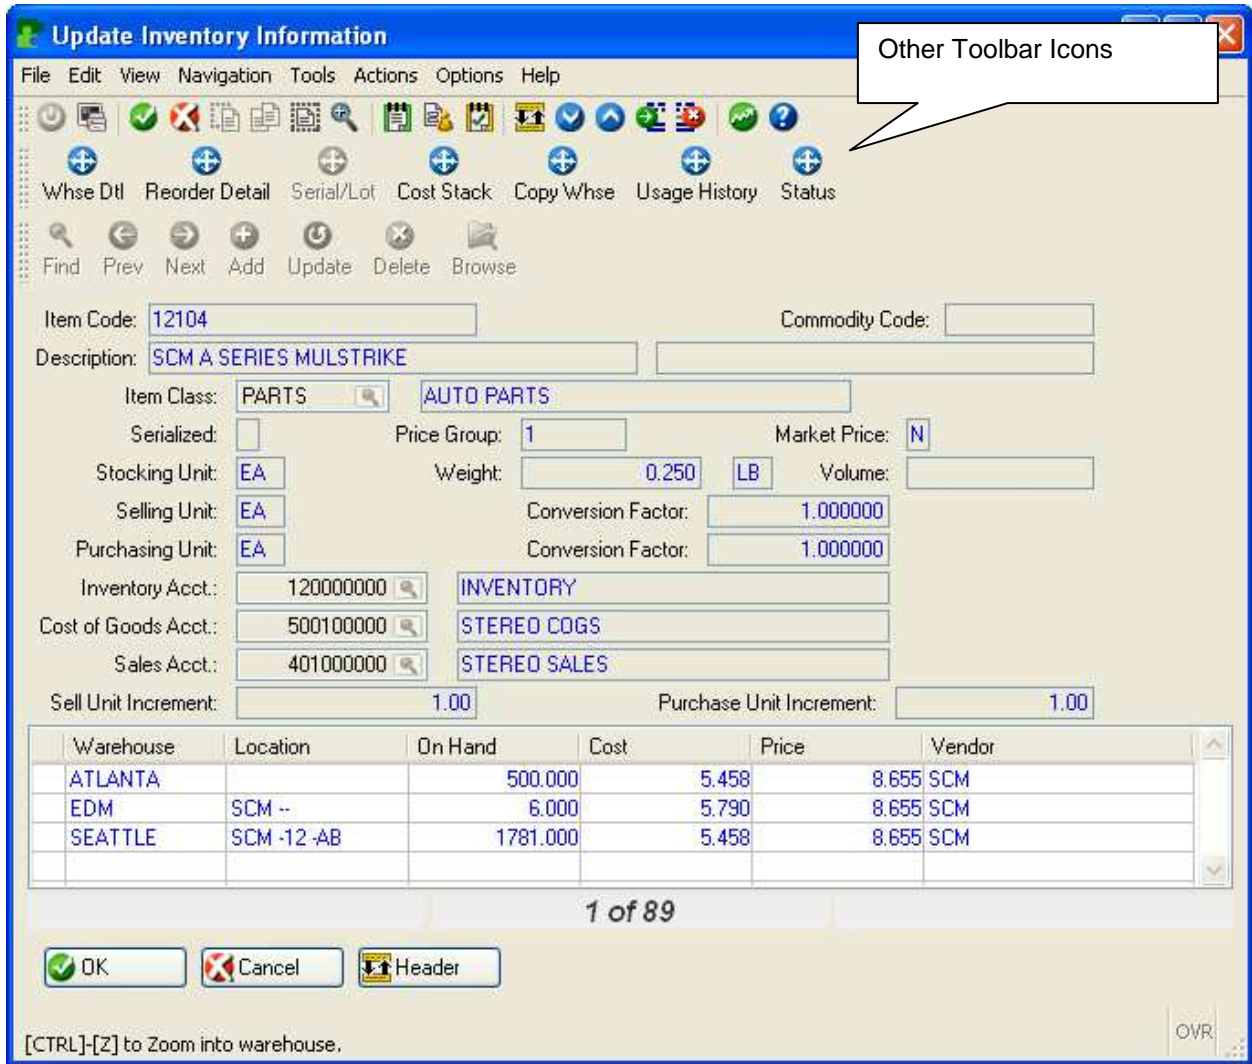 Update Inventory Information
Other Toolbar Icons
File Edit View Navigation Tools Actions Options Help
Whse Dtl Reorder Detail Serial/Lot Cost Stack Copy Whse Usage History Status
Find Prev Next Add Update Delete Browse
Item Code: 12104 Commodity Code:
Description: SCM A SERIES MULSTRIKE
Item Class: PARTS AUTO PARTS
Serialized: Price Group: 1 Market Price: N
Stocking Unit: EA Weight: 0.250 LB Volume:
Selling Unit: EA Conversion Factor: 1.000000
Purchasing Unit: EA Conversion Factor: 1.000000
Inventory Acct.: 120000000 INVENTORY
Cost of Goods Acct.: 500100000 STEREO COGS
Sales Acct.: 401000000 STEREO SALES
Sell Unit Increment: 1.00 Purchase Unit Increment: 1.00
Warehouse Location On Hand Cost Price Vendor
ATLANTA 500.000 5.458 8.655 SCM
EDM SCM -- 6.000 5.790 8.655 SCM
SEATTLE SCM -12 -AB 1781.000 5.458 8.655 SCM
1 of 89
OK Cancel Header
[CTRL]-[Z] to Zoom into warehouse. OVR